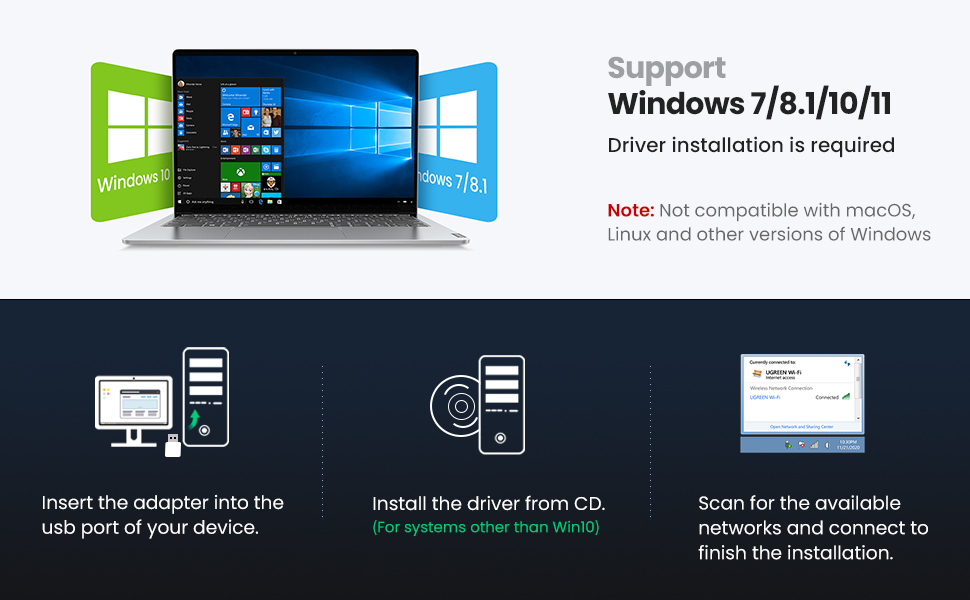 Support
Windows 7/8.1/10/11
Driver installation is required
Note: Not compatible with macOS,
Linux and other versions of Windows
Windows 10
ndows 7/8.1
Insert the adapter into the
usb port of your device.
Install the driver from CD.
(For systems other than Win10)
Currently connected to:
UGREEN Wi-Fi
Internet access
Wireless Network Connection
UGREEN Wi-Fi Connected
Open Network and Sharing Center
10:30PM
11/21/2020
Scan for the available
networks and connect to
finish the installation.